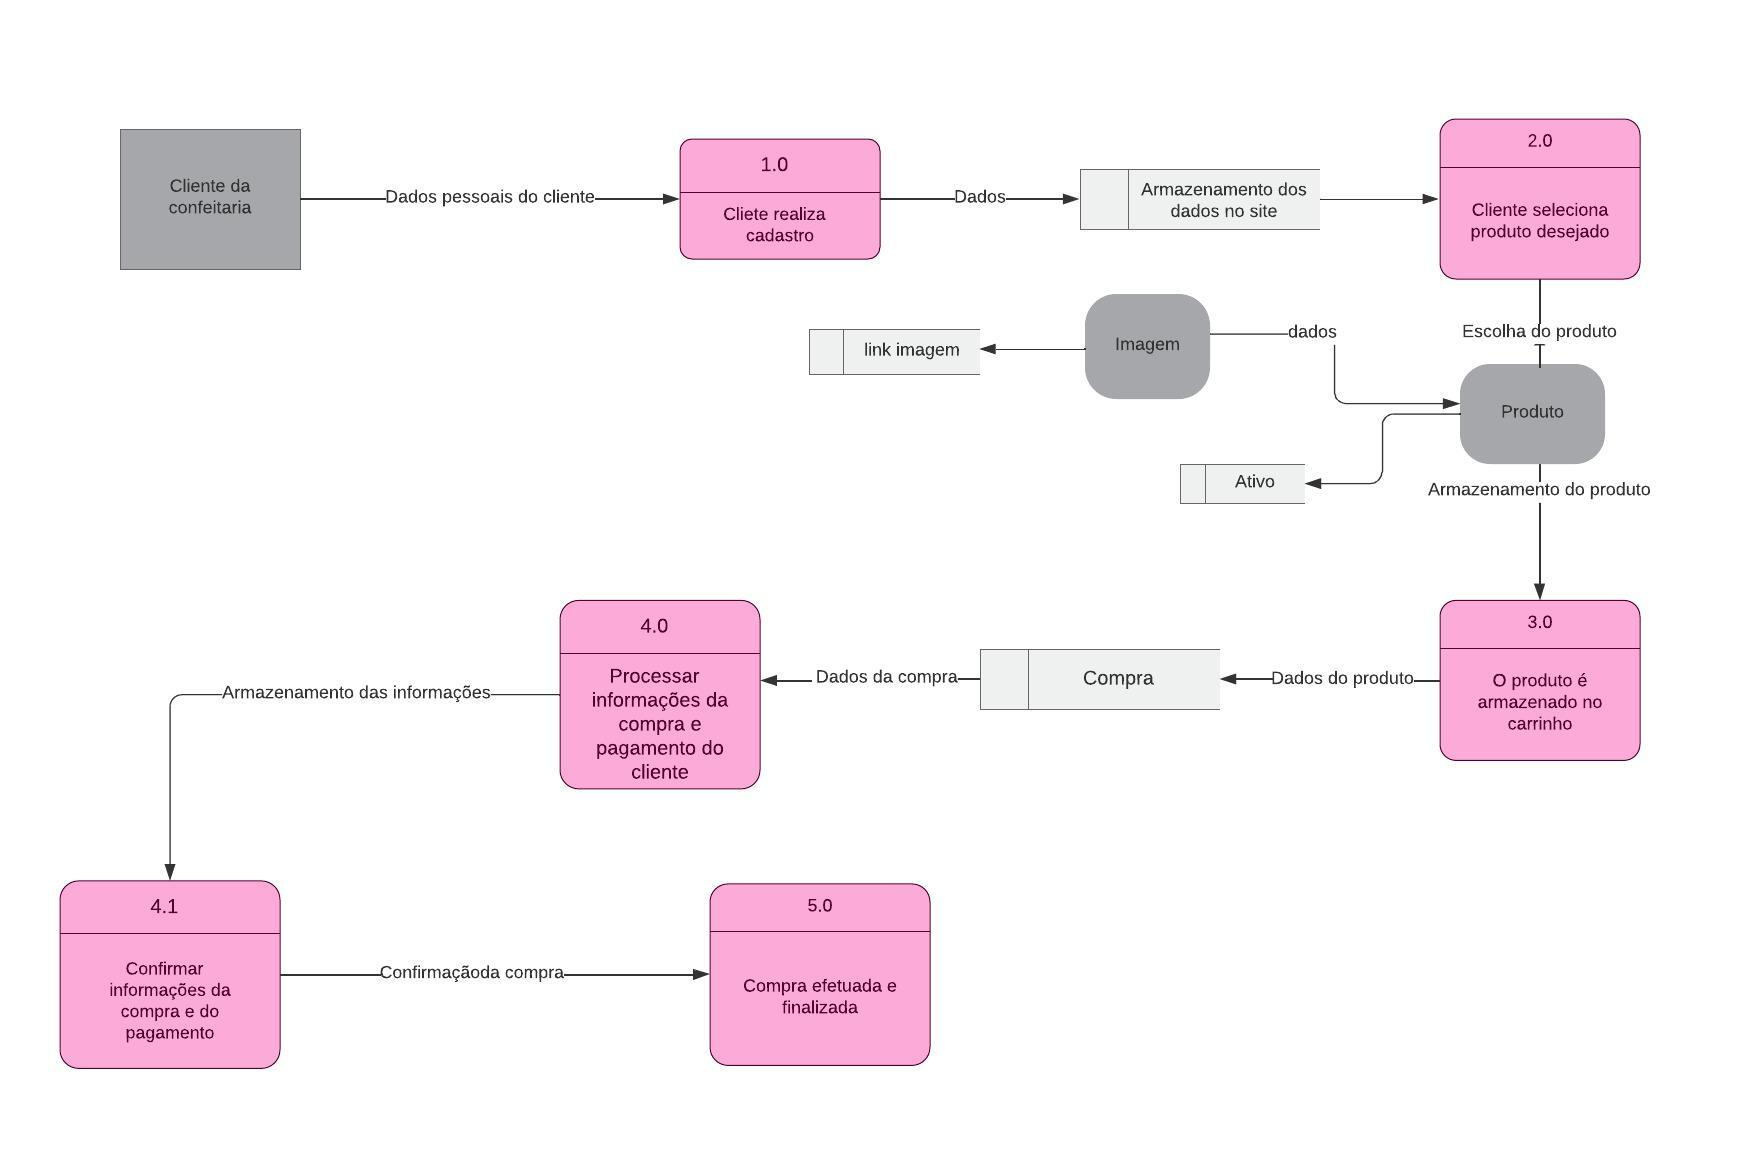 Cliente da
confeitaria
Dados pessoais do cliente
1.0
Cliete realiza
cadastro
Dados
Armazenamento dos
dados no site
2.0
Cliente seleciona
produto desejado
link imagem
Imagem
dados
Escolha do produto
Produto
Ativo
Armazenamento do produto
3.0
O produto é
armazenado no
carrinho
Dados do produto
Compra
Dados da compra
4.0
Processar
informações da
compra e
pagamento do
cliente
Armazenamento das informações
4.1
Confirmar
informações da
compra e do
pagamento
Confirmaçãoda compra
5.0
Compra efetuada e
finalizada